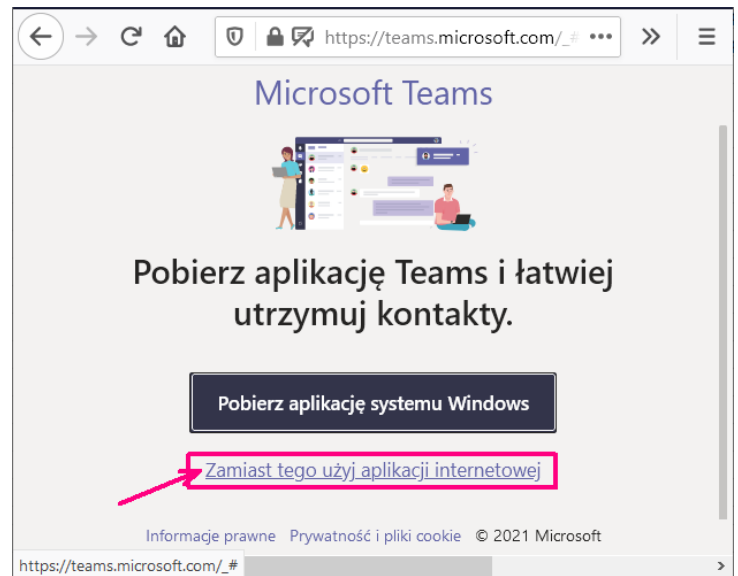 https://teams.microsoft.com/_#
Microsoft Teams
Pobierz aplikację Teams i łatwiej
utrzymuj kontakty.
Pobierz aplikację systemu Windows
Zamiast tego użyj aplikacji internetowej
Informacje prawne Prywatność i pliki cookie © 2021 Microsoft
https://teams.microsoft.com/_#